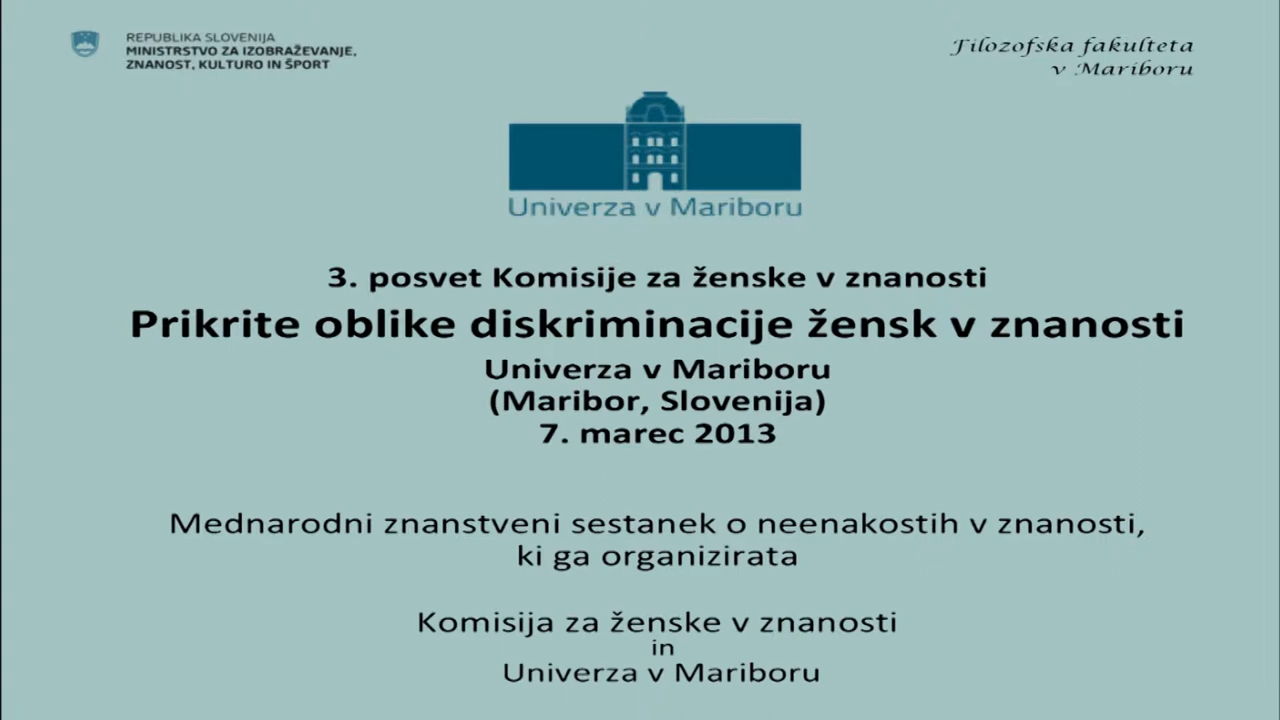 REPUBLIKA SLOVENIJA
MINISTRSTVO ZA IZOBRAŽEVANJE,
ZNANOST, KULTURO IN ŠPORT
Filozofska fakulteta
v Mariboru
Univerza v Mariboru
3. posvet Komisije za ženske v znanosti
Prikrite oblike diskriminacije žensk v znanosti
Univerza v Mariboru
(Maribor, Slovenija)
7. marec 2013
Mednarodni znanstveni sestanek o neenakostih v znanosti,
ki ga organizirata
Komisija za ženske v znanosti
in
Univerza v Mariboru